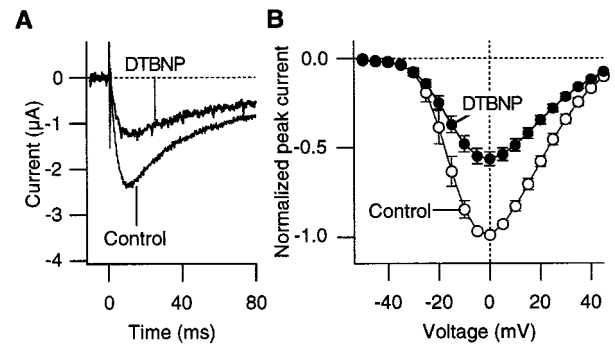 A
0
-1
-2
-3
-4
Current (µA)
DTBNP
Control
0
40
80
Time (ms)
B
0.0
-0.5
-1.0
Normalized peak current
DTBNP
Control
-40
-20
0
20
40
Voltage (mV)